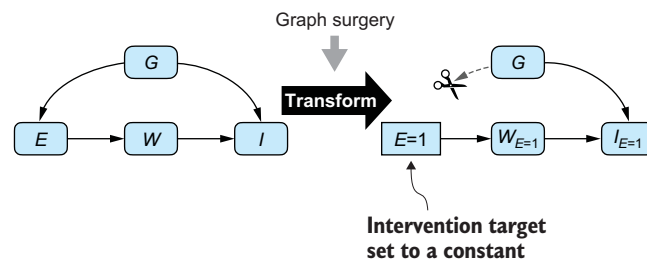 Graph surgery
G
G
Transform
E
W
I
E=1
W_{E=1}
I_{E=1}
Intervention target
set to a constant